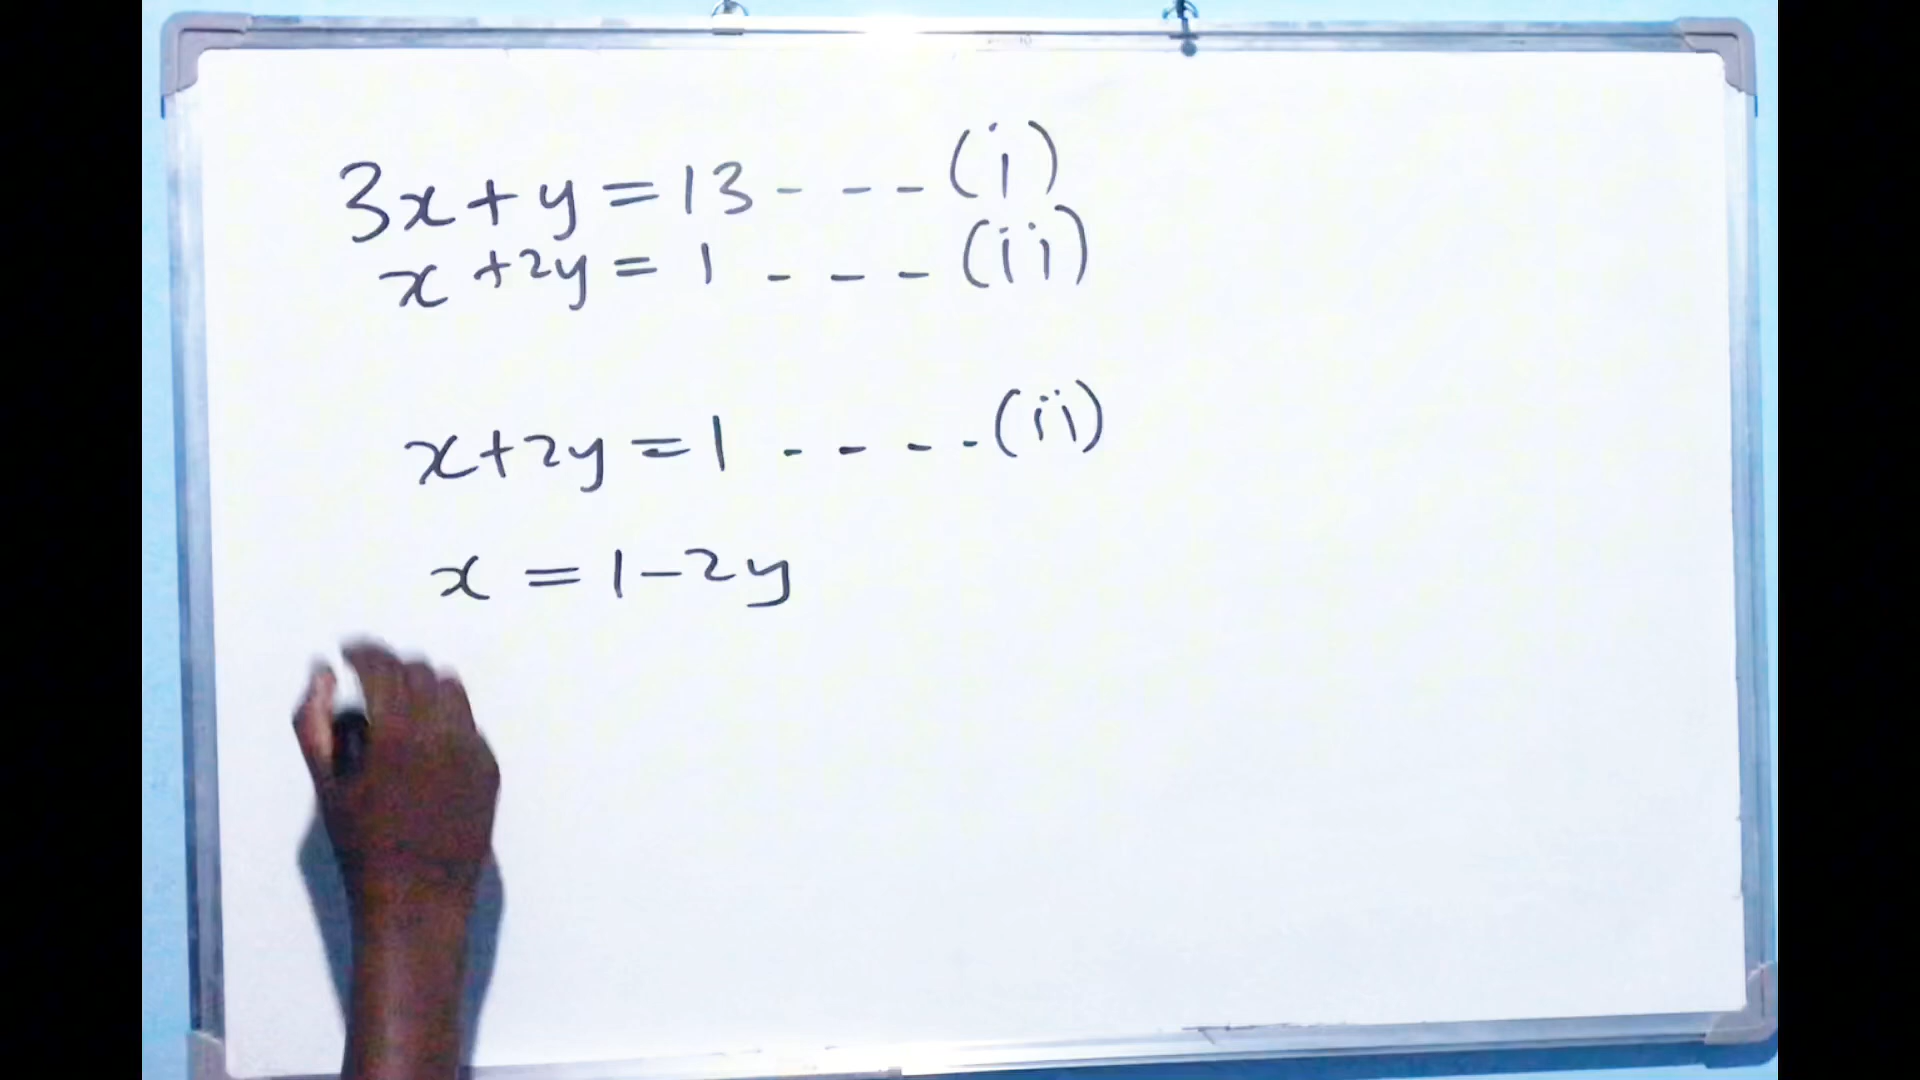 3x+y=13 - - - (i)
x+2y=1 - - - (ii)
x+2y=1 - - - - (ii)
x=1-2y